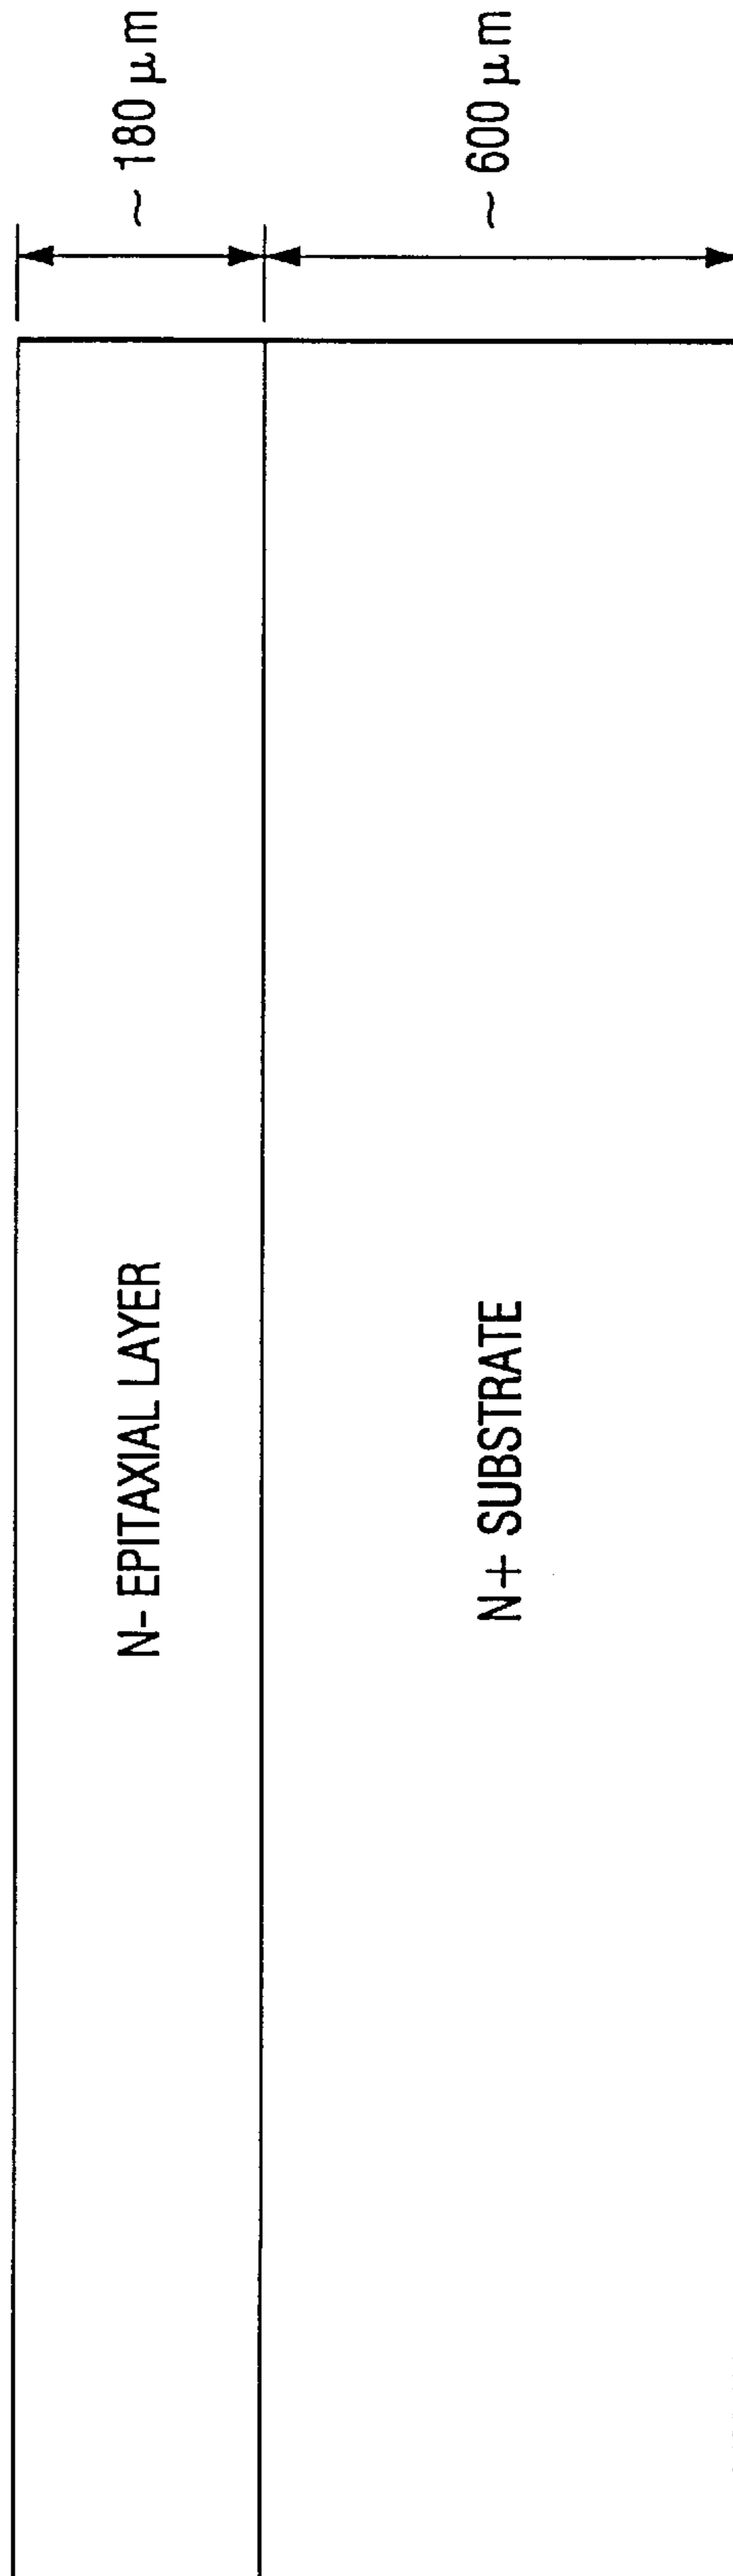 ~ 180 μm
N- EPITAXIAL LAYER
~ 600 μm
N+ SUBSTRATE